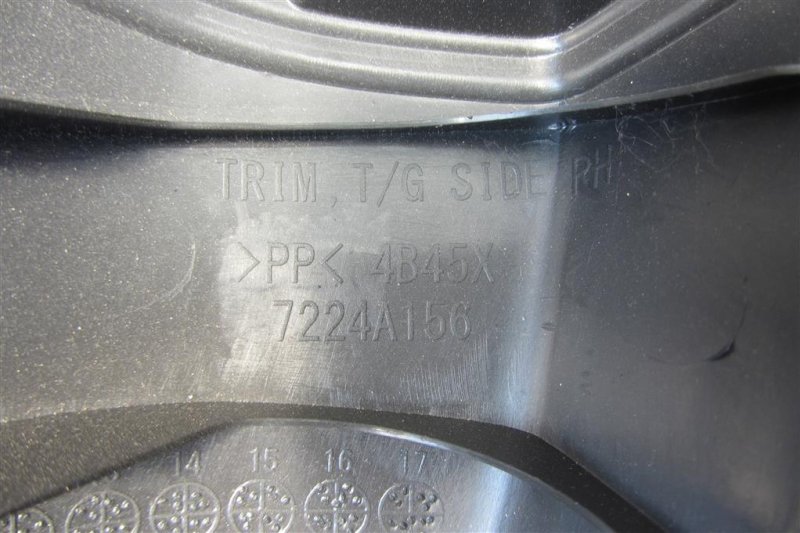 TRIM, T/G SIDE RH
>PP< 4B45X
7224A156
14 15 16 17